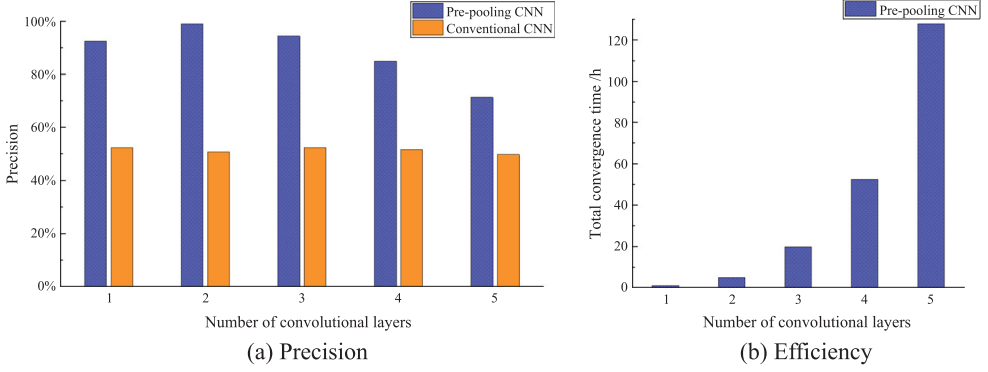 Pre-pooling CNN
Conventional CNN
100%
80%
60%
40%
20%
0%
Precision
1 2 3 4 5
Number of convolutional layers
(a) Precision
Pre-pooling CNN
120
100
80
60
40
20
0
Total convergence time /h
1 2 3 4 5
Number of convolutional layers
(b) Efficiency